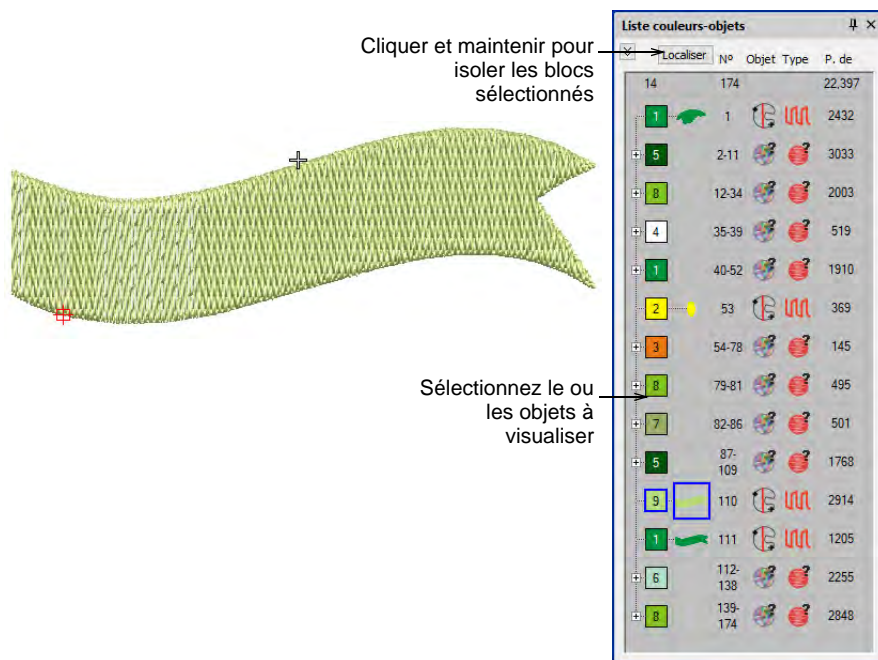 Liste couleurs-objets
Cliquer et maintenir pour
isoler les blocs
sélectionnés
Localiser Nº Objet Type P. de
14 174 22,397
1 1 2432
5 2-11 3033
8 12-34 2003
4 35-39 519
1 40-52 1910
2 53 369
3 54-78 145
Sélectionnez le ou
les objets à
visualiser
8 79-81 495
7 82-86 501
5 87-
109 1768
9 110 2914
1 111 1205
6 112-
138 2255
8 139-
174 2848